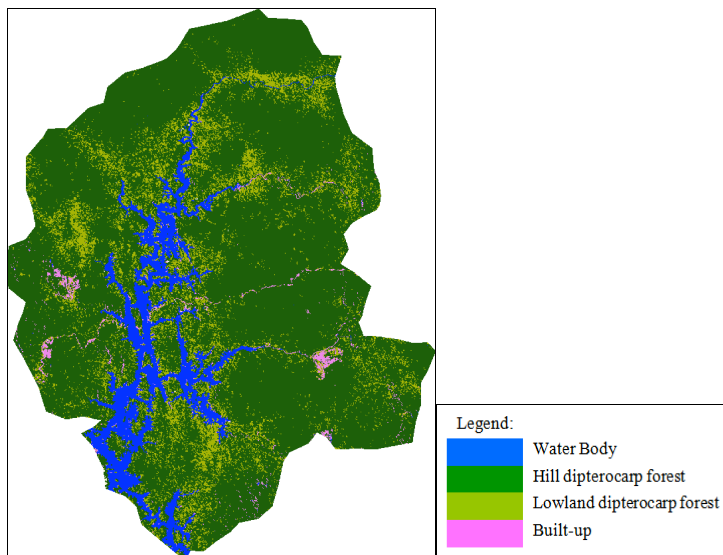 Legend:
Water Body
Hill dipterocarp forest
Lowland dipterocarp forest
Built-up